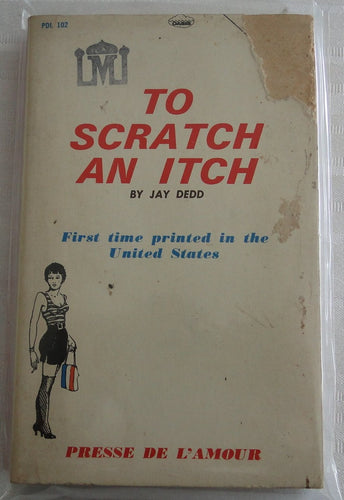 PDL 102
M
TO
SCRATCH
AN ITCH
BY JAY DEDD
First time printed in the
United States
PRESSE DE L'AMOUR